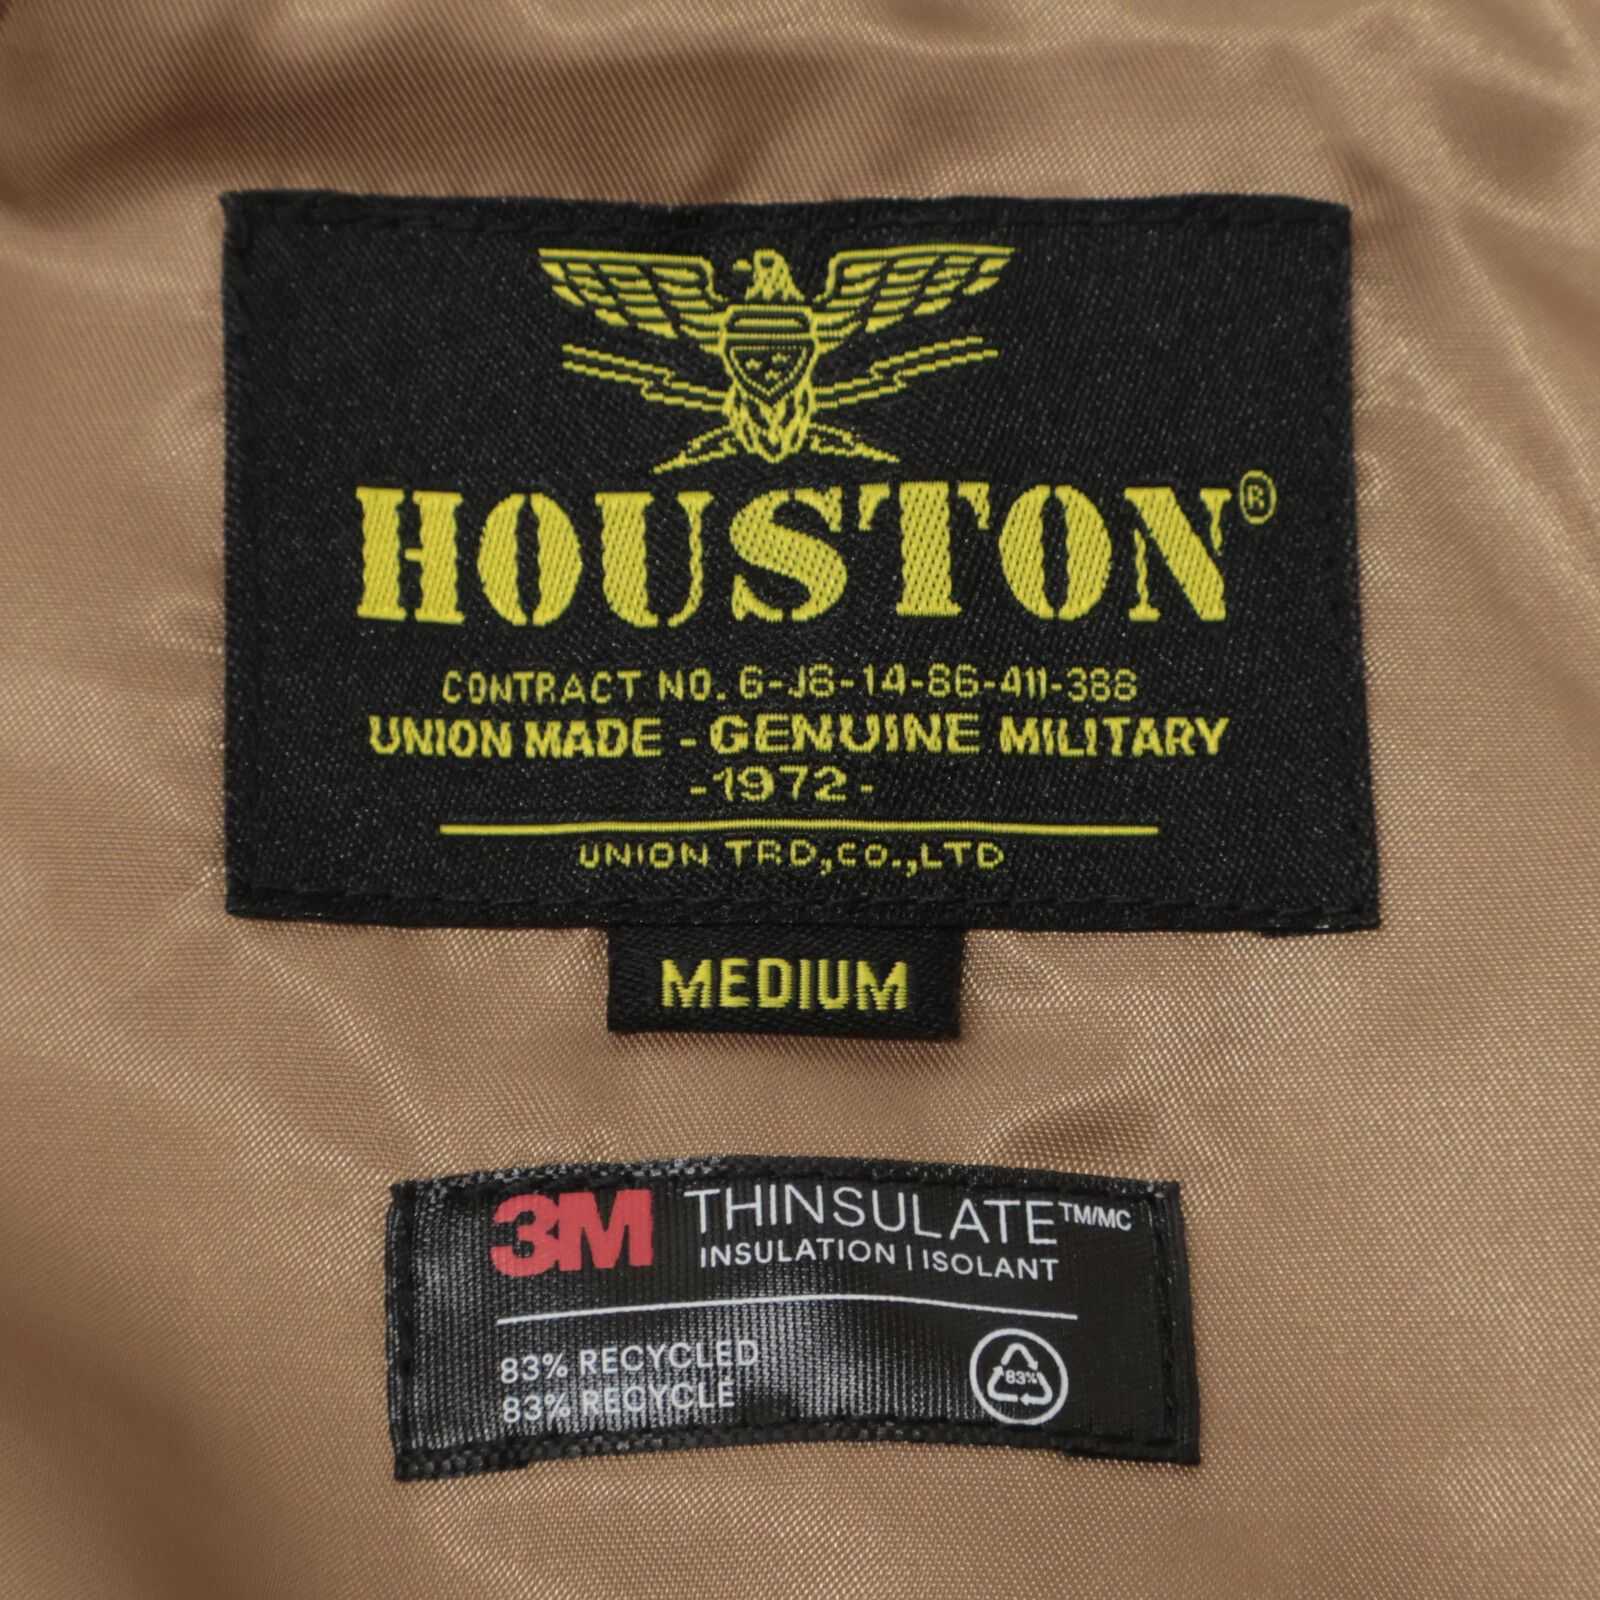 HOUSTON®
CONTRACT NO. 6-J8-14-86-411-388
UNION MADE - GENUINE MILITARY
-1972-
UNION TRD,CO.,LTD
MEDIUM
3M THINSULATE™/MC
INSULATION | ISOLANT
83% RECYCLED
83% RECYCLÉ
83%